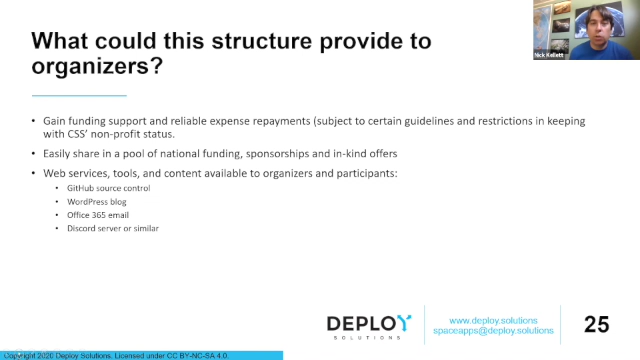 What could this structure provide to
organizers?
Nick Kellett
• Gain funding support and reliable expense repayments (subject to certain guidelines and restrictions in keeping
with CSS' non-profit status.
• Easily share in a pool of national funding, sponsorships and in-kind offers
• Web services, tools, and content available to organizers and participants:
• GitHub source control
• WordPress blog
• Office 365 email
• Discord server or similar
DEPLOY
SOLUTIONS
www.deploy.solutions
spaceapps@deploy.solutions
25
Copyright 2020 Deploy Solutions. Licensed under CC BY-NC-SA 4.0.